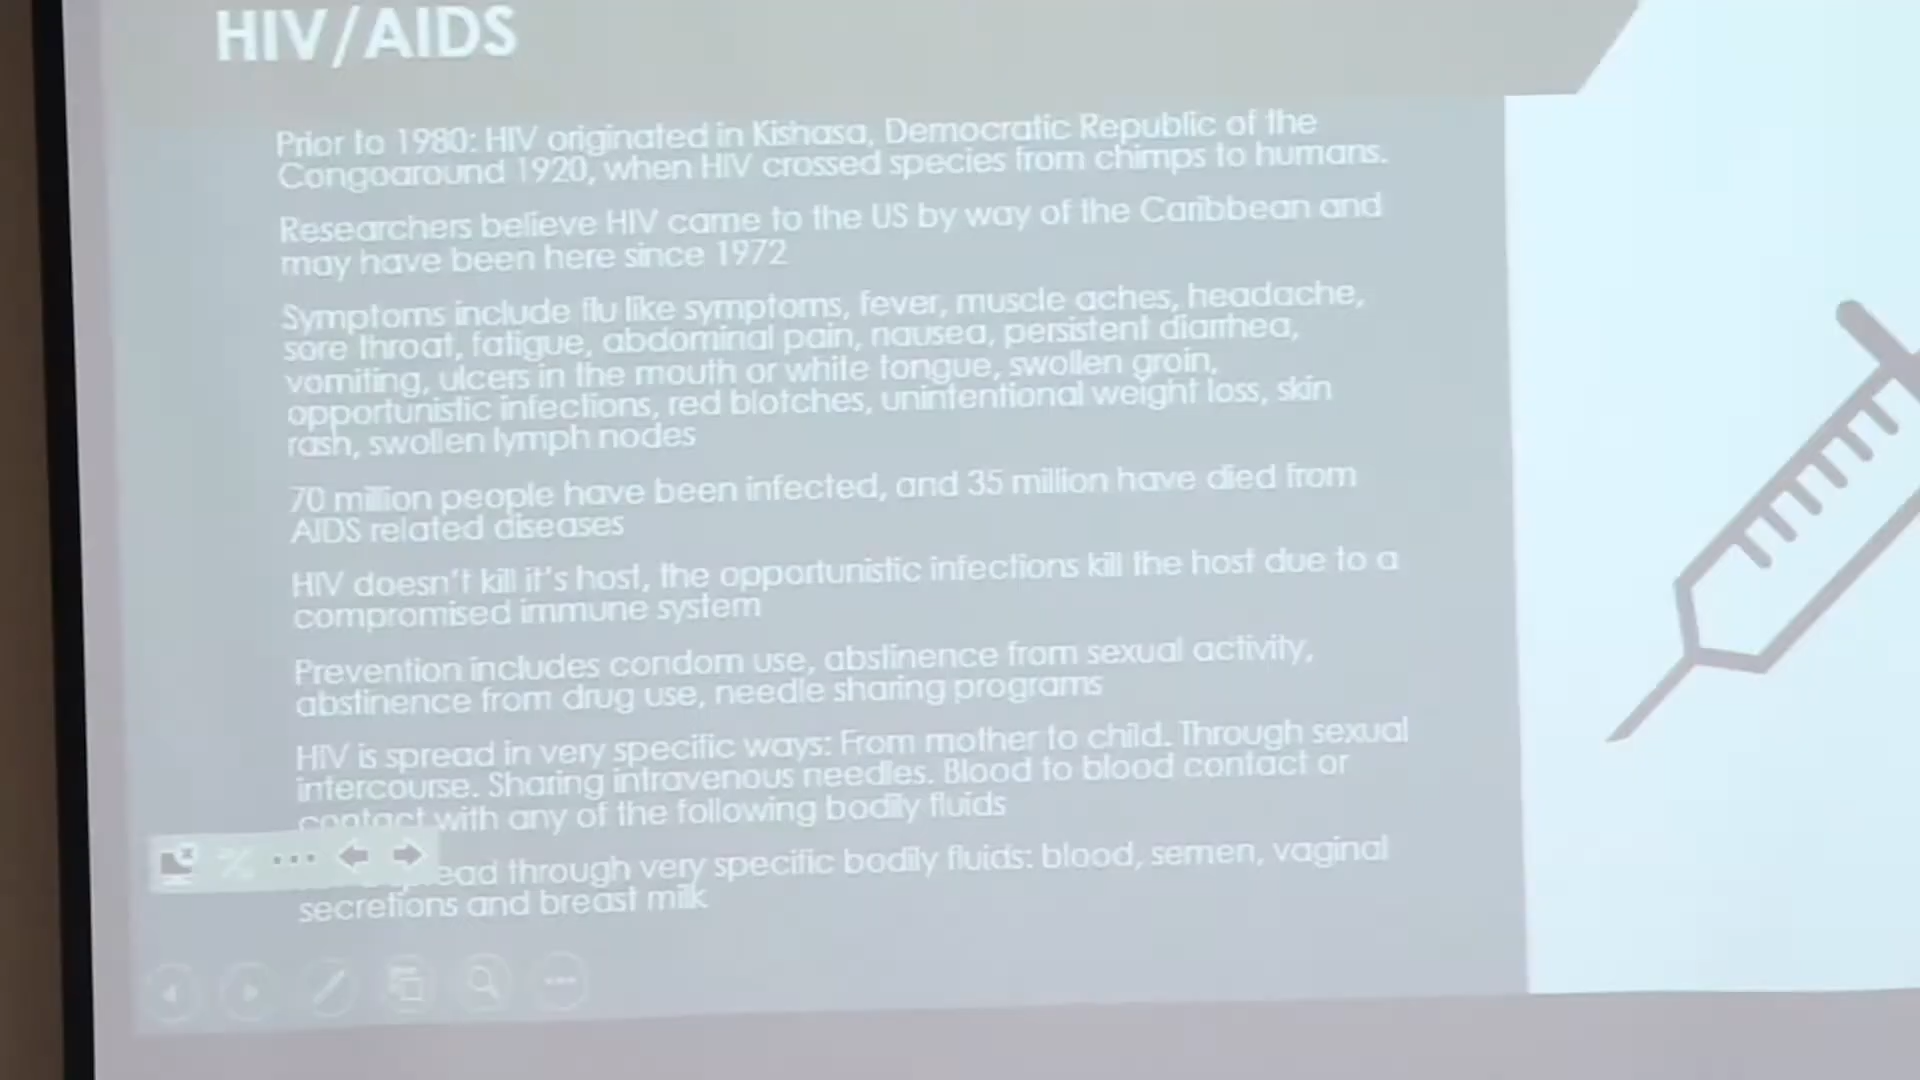 HIV/AIDS
Prior to 1980: HIV originated in Kishasa, Democratic Republic of the
Congoaround 1920, when HIV crossed species from chimps to humans.
Researchers believe HIV came to the US by way of the Caribbean and
may have been here since 1972
Symptoms include flu like symptoms, fever, muscle aches, headache,
sore throat, fatigue, abdominal pain, nausea, persistent diarrhea,
vomiting, ulcers in the mouth or white tongue, swollen groin,
opportunistic infections, red blotches, unintentional weight loss, skin
rash, swollen lymph nodes
70 million people have been infected, and 35 million have died from
AIDS related diseases
HIV doesn't kill it's host, the opportunistic infections kill the host due to a
compromised immune system
Prevention includes condom use, abstinence from sexual activity,
abstinence from drug use, needle sharing programs
HIV is spread in very specific ways: From mother to child. Through sexual
intercourse. Sharing intravenous needles. Blood to blood contact or
contact with any of the following bodily fluids
through very specific bodily fluids: blood, semen, vaginal
secretions and breast milk